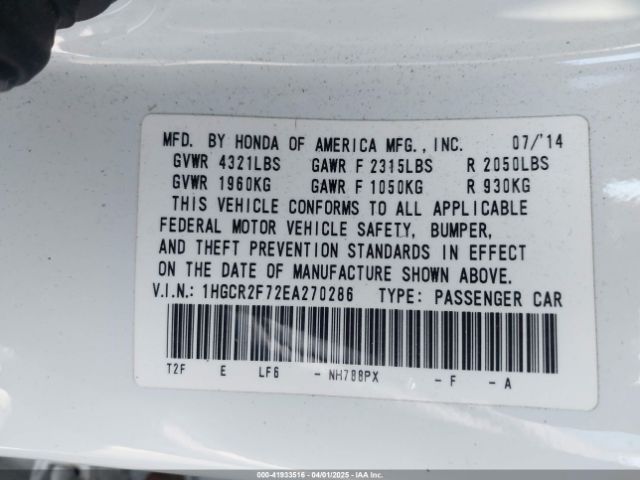 MFD. BY HONDA OF AMERICA MFG., INC. 07/'14
GVWR 4321LBS GAWR F 2315LBS R 2050LBS
GVWR 1960KG GAWR F 1050KG R 930KG
THIS VEHICLE CONFORMS TO ALL APPLICABLE
FEDERAL MOTOR VEHICLE SAFETY, BUMPER,
AND THEFT PREVENTION STANDARDS IN EFFECT
ON THE DATE OF MANUFACTURE SHOWN ABOVE.
V.I.N.: 1HGCR2F72EA270286 TYPE: PASSENGER CAR
T2F E LF6 - NH788PX - F - A
000-41933516 - 04/01/2025 - IAAI.COM